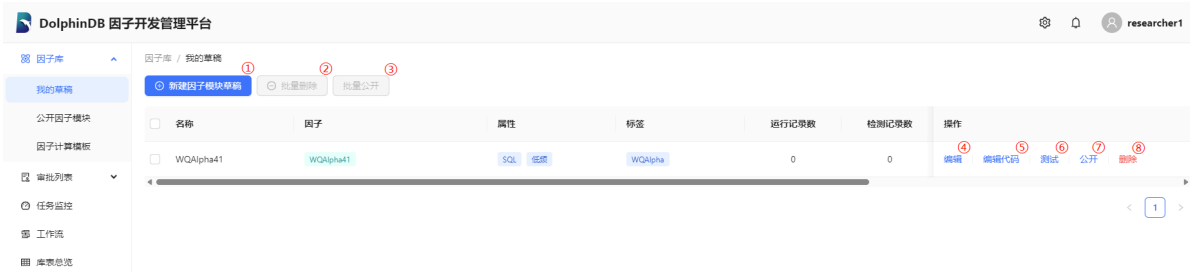 DolphinDB 因子开发管理平台
researcher1
因子库
我的草稿
公开因子模块
因子计算模板
审批列表
任务监控
工作流
库表总览
因子库 / 我的草稿
① ② ③
新建因子模块草稿 批量删除 批量公开
名称 因子 属性 标签 运行记录数 检测记录数 操作
④ ⑤ ⑥ ⑦ ⑧
WQAlpha41 WQAlpha41 SQL 低频 WQAlpha 0 0 编辑 编辑代码 测试 公开 删除
< 1 >